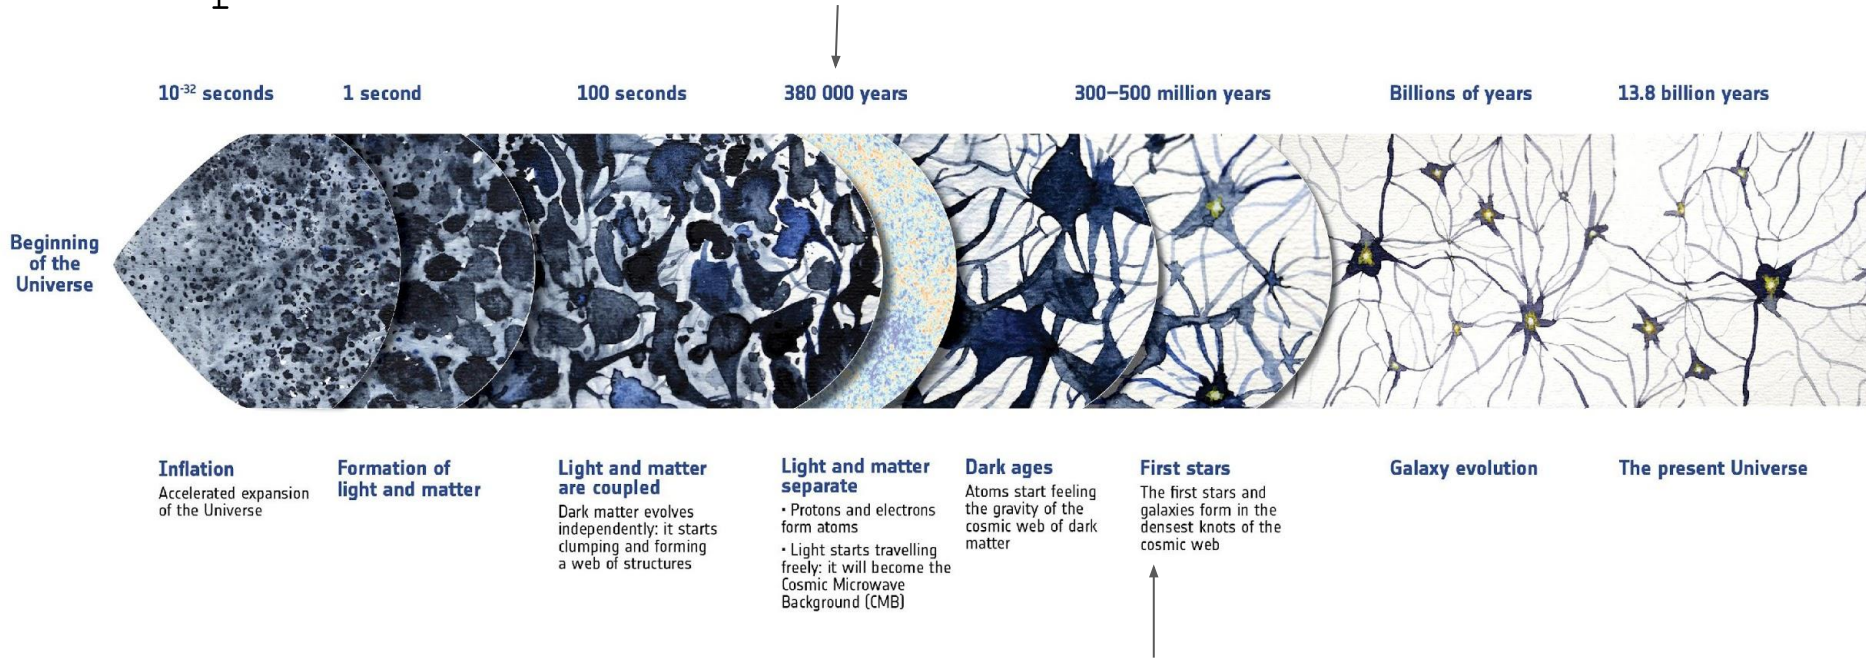 10-32 seconds
1 second
100 seconds
380 000 years
300–500 million years
Billions of years
13.8 billion years
Beginning
of the
Universe
Inflation
Accelerated expansion
of the Universe
Formation of
light and matter
Light and matter
are coupled
Dark matter evolves
independently: it starts
clumping and forming
a web of structures
Light and matter
separate
• Protons and electrons
form atoms
• Light starts travelling
freely: it will become the
Cosmic Microwave
Background (CMB)
Dark ages
Atoms start feeling
the gravity of the
cosmic web of dark
matter
First stars
The first stars and
galaxies form in the
densest knots of the
cosmic web
Galaxy evolution
The present Universe